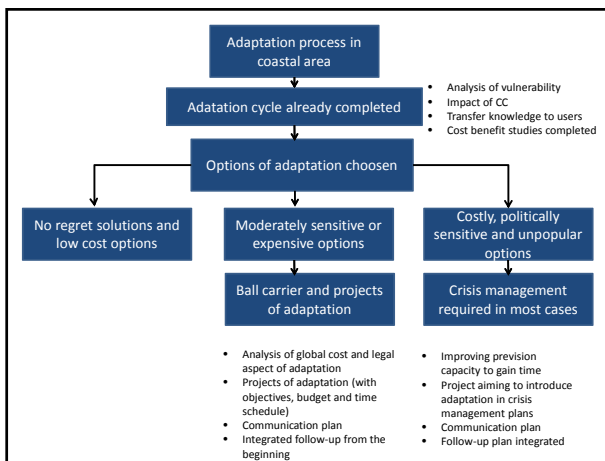 Adaptation process in
coastal area
Adatation cycle already completed
• Analysis of vulnerability
• Impact of CC
• Transfer knowledge to users
• Cost benefit studies completed
Options of adaptation choosen
No regret solutions and
low cost options
Moderately sensitive or
expensive options
Costly, politically
sensitive and unpopular
options
Ball carrier and projects
of adaptation
Crisis management
required in most cases
• Analysis of global cost and legal
aspect of adaptation
• Projects of adaptation (with
objectives, budget and time
schedule)
• Communication plan
• Integrated follow-up from the
beginning
• Improving prevision
capacity to gain time
• Project aiming to introduce
adaptation in crisis
management plans
• Communication plan
• Follow-up plan integrated